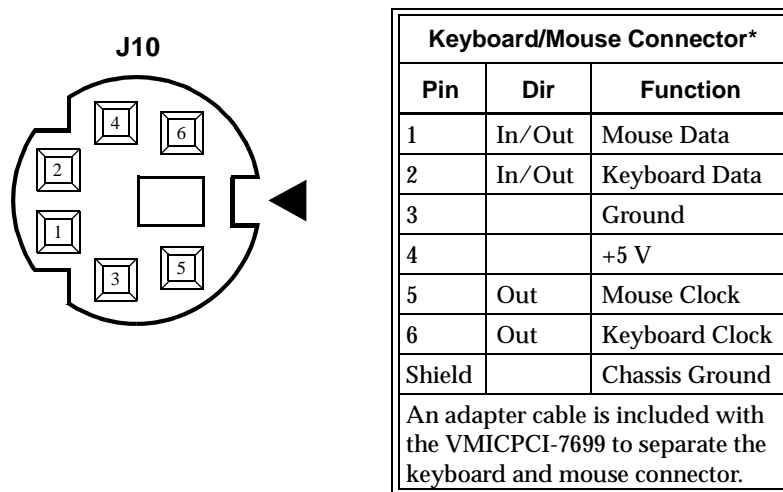 J10
4
6
2
1
3
5
Keyboard/Mouse Connector*
Pin Dir Function
1 In/Out Mouse Data
2 In/Out Keyboard Data
3 Ground
4 +5 V
5 Out Mouse Clock
6 Out Keyboard Clock
Shield Chassis Ground
An adapter cable is included with
the VMICPCI-7699 to separate the
keyboard and mouse connector.